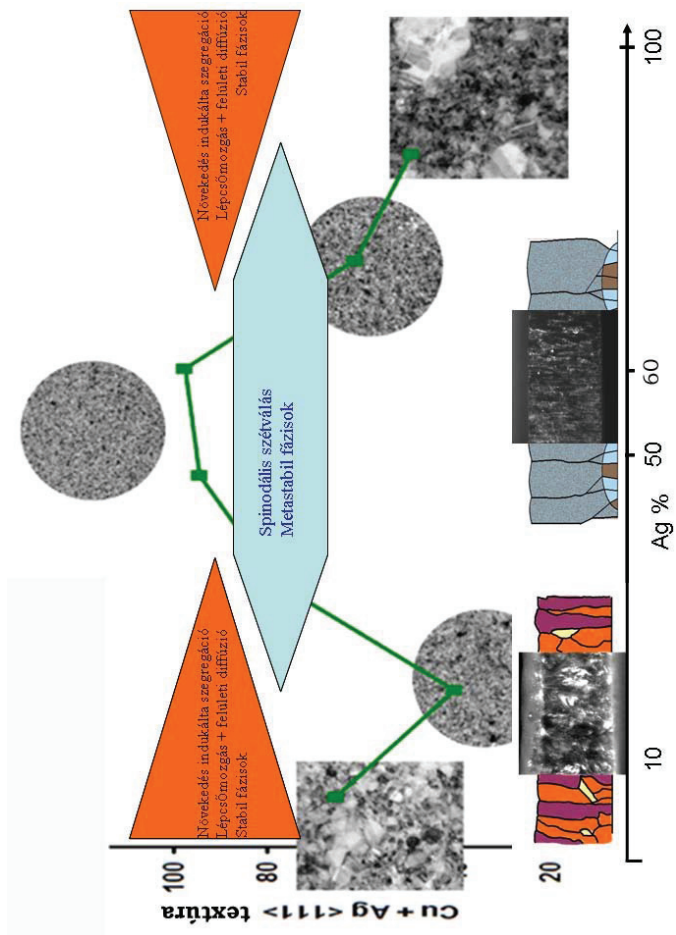 Növekedés indukálta szegregáció
Lépcsőmozgás + felületi diffúzió
Stabil fázisok
Növekedés indukálta szegregáció
Lépcsőmozgás + felületi diffúzió
Stabil fázisok
Spinodális szétválás
Metastabil fázisok
Cu + Ag <111> textúra
100
80
20
10
50
60
100
Ag %